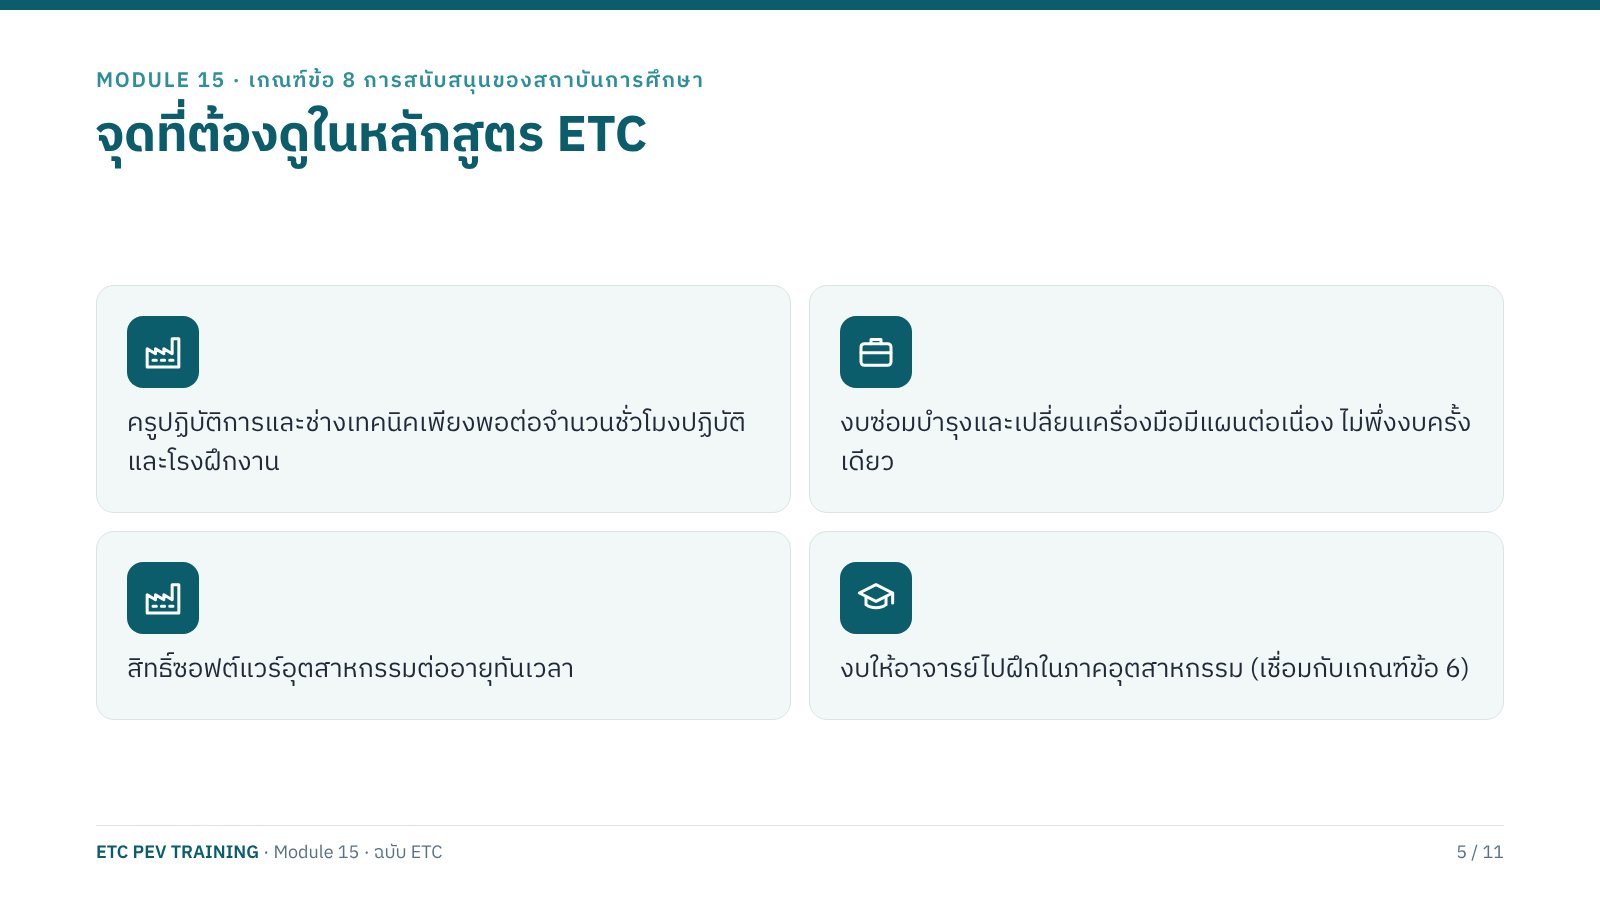 MODULE 15 · เกณฑ์ข้อ 8 การสนับสนุนของสถาบันการศึกษา
จุดที่ต้องดูในหลักสูตร ETC
ครูปฏิบัติการและช่างเทคนิคเพียงพอต่อจำนวนชั่วโมงปฏิบัติ
และโรงฝึกงาน
งบซ่อมบำรุงและเปลี่ยนเครื่องมือมีแผนต่อเนื่อง ไม่พึ่งงบครั้ง
เดียว
สิทธิ์ซอฟต์แวร์อุตสาหกรรมต่ออายุทันเวลา
งบให้อาจารย์ไปฝึกในภาคอุตสาหกรรม (เชื่อมกับเกณฑ์ข้อ 6)
ETC PEV TRAINING · Module 15 · ฉบับ ETC
5 / 11